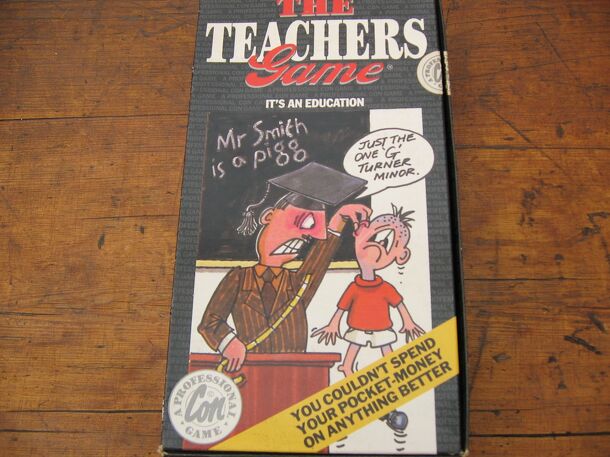 THE
TEACHERS
Game
IT'S AN EDUCATION
Mr Smith
is a pigg
JUST THE
ONE 'G'
TURNER
MINOR.
YOU COULDN'T SPEND
YOUR POCKET-MONEY
ON ANYTHING BETTER
A PROFESSIONAL
Con
GAME